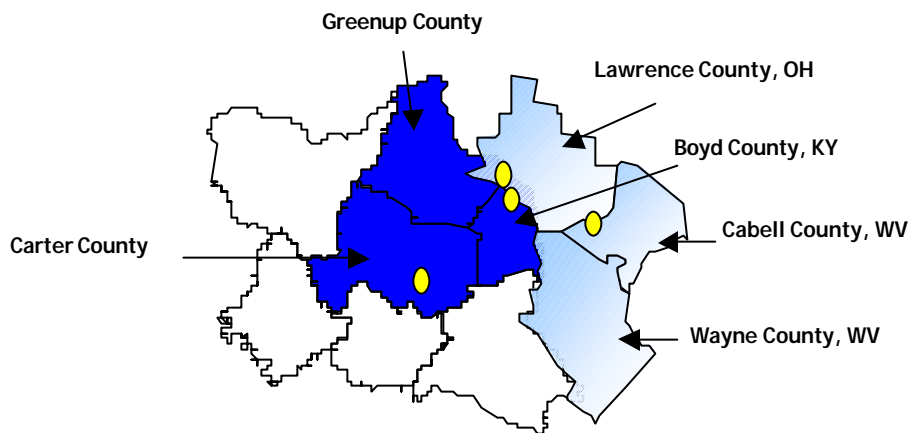 Greenup County
Lawrence County, OH
Boyd County, KY
Carter County
Cabell County, WV
Wayne County, WV